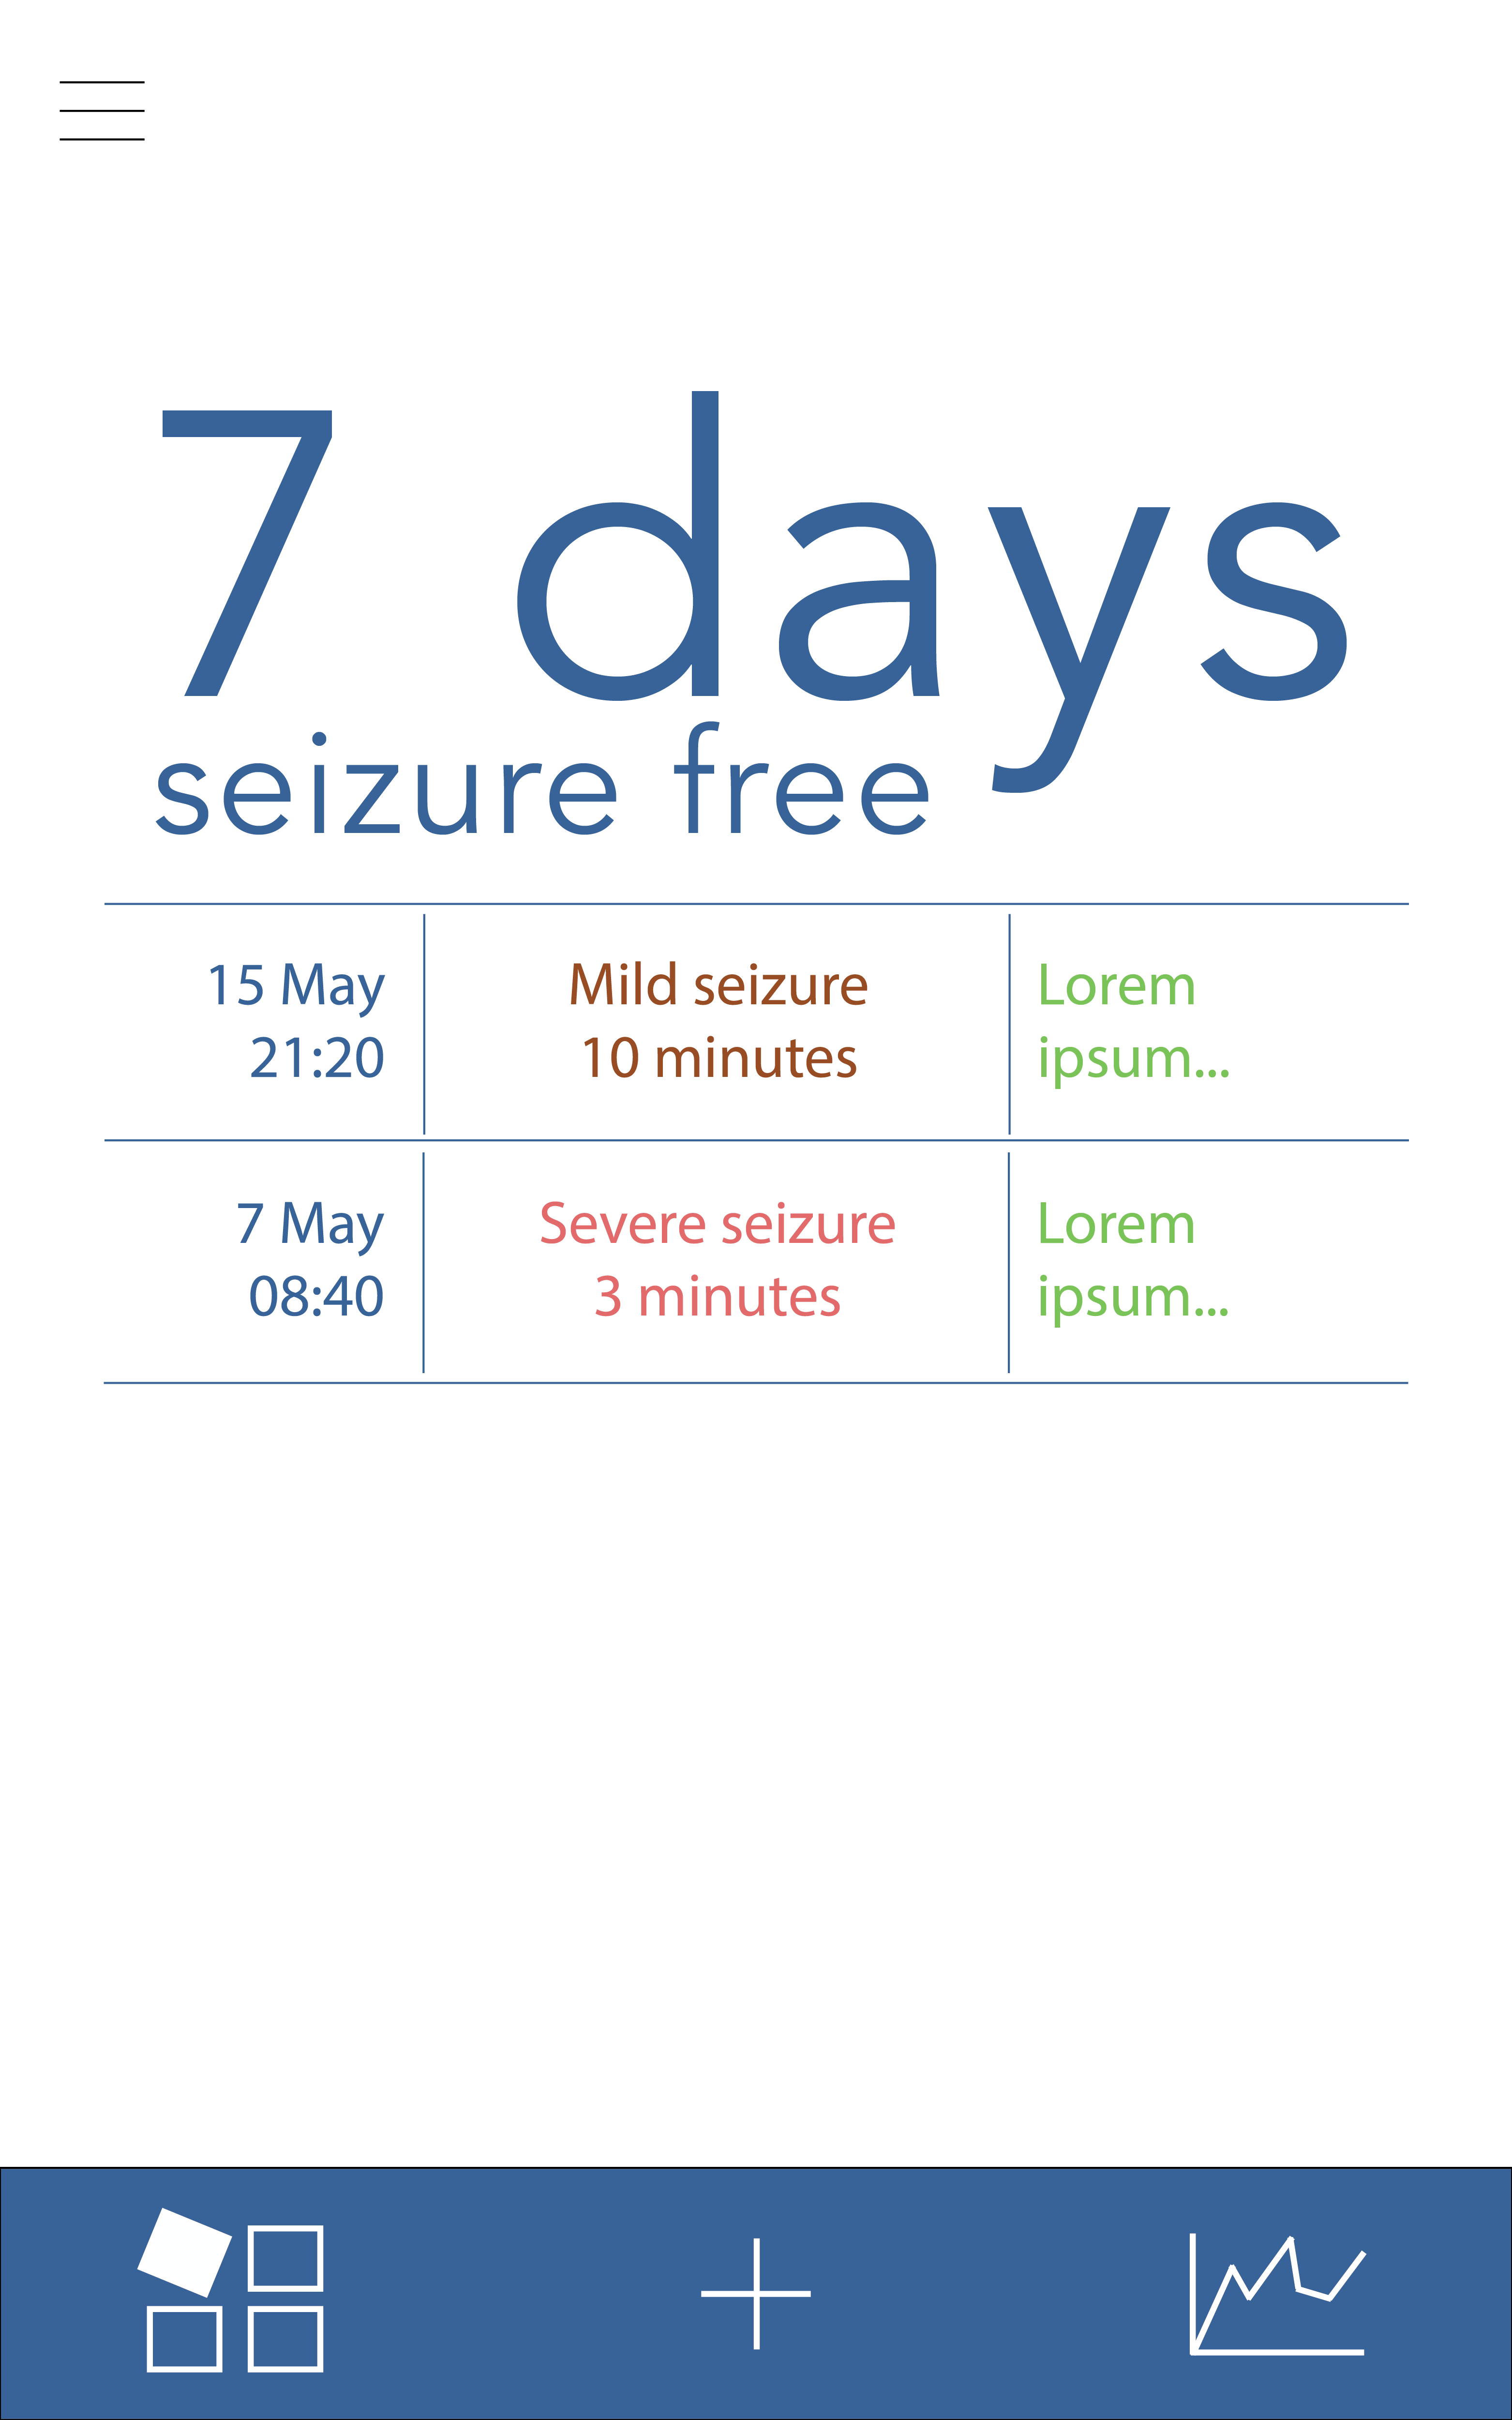 7 days
seizure free
15 May
21:20
Mild seizure
10 minutes
Lorem
ipsum...
7 May
08:40
Severe seizure
3 minutes
Lorem
ipsum...